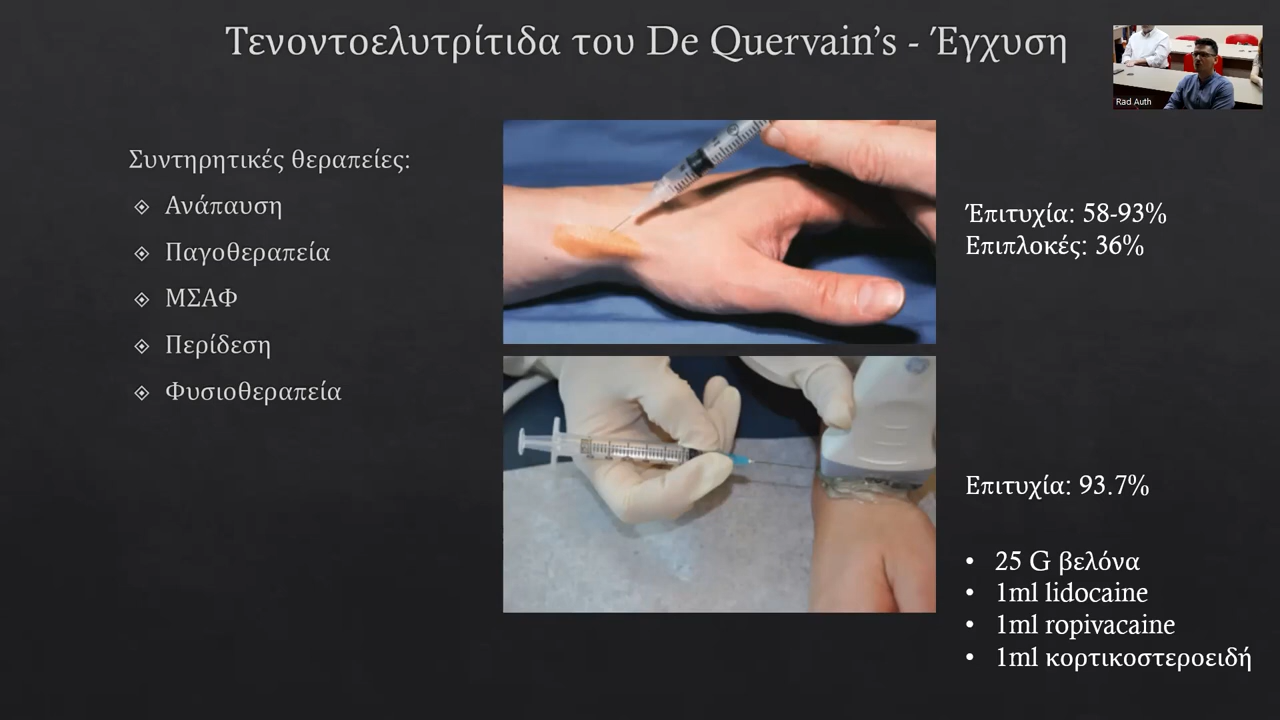 Τενοντοελυτρίτιδα του De Quervain’s - Έγχυση
Rad Auth
Συντηρητικές θεραπείες:
Ανάπαυση
Παγοθεραπεία
ΜΣΑΦ
Περίδεση
Φυσιοθεραπεία
Έπιτυχία: 58-93%
Επιπλοκές: 36%
Επιτυχία: 93.7%
• 25 G βελόνα
• 1ml lidocaine
• 1ml ropivacaine
• 1ml κορτικοστεροειδή